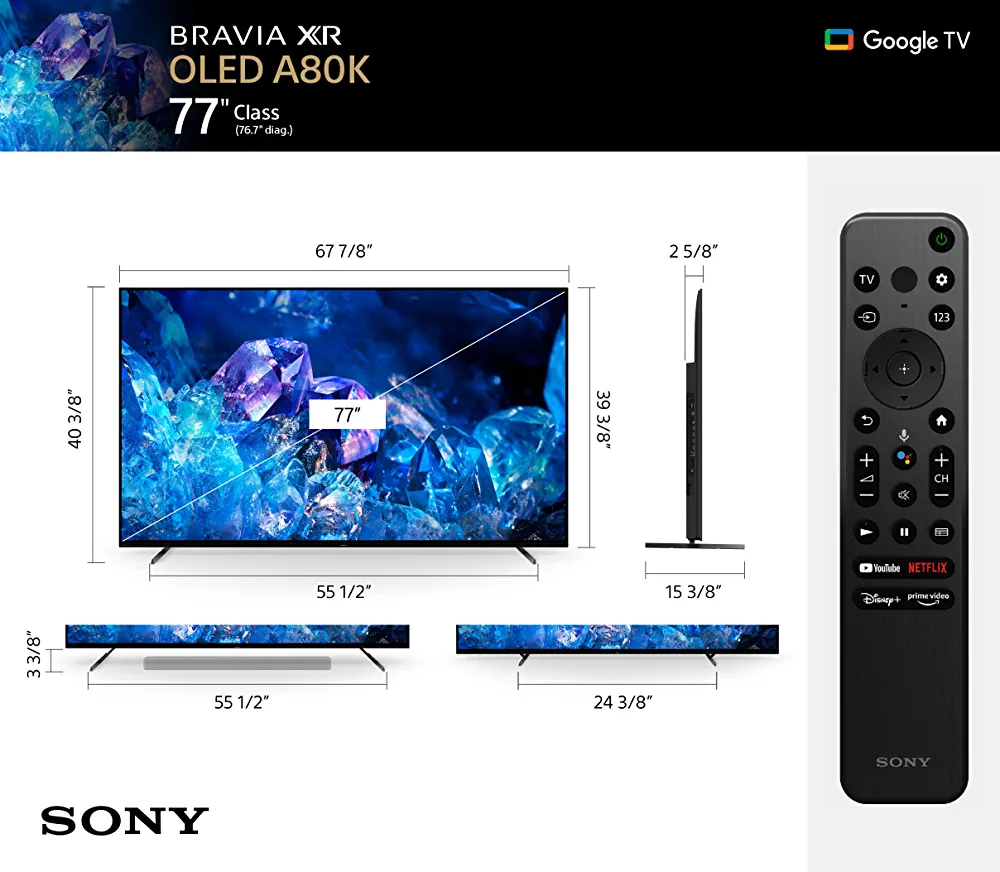 BRAVIA XR
OLED A80K
77" Class
(76.7" diag.)
Google TV
67 7/8”
2 5/8”
40 3/8”
77”
39 3/8”
55 1/2”
15 3/8”
3 3/8”
55 1/2”
24 3/8”
SONY
TV
123
CH
YouTube NETFLIX
Disney+ prime video
SONY